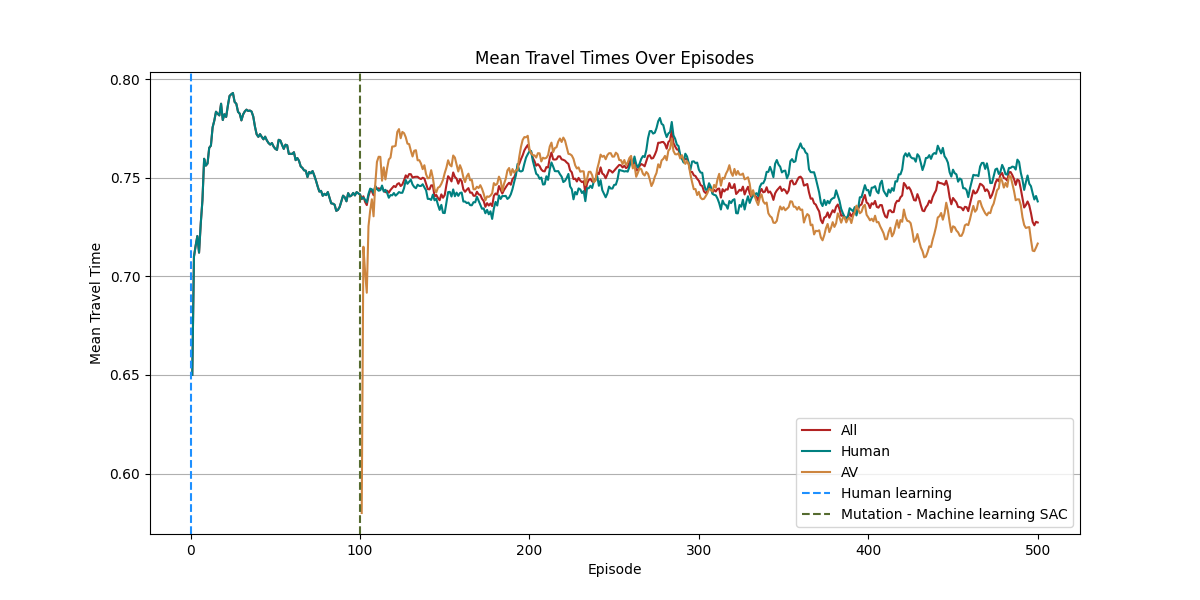 Mean Travel Times Over Episodes
Mean Travel Time
0.80
0.75
0.70
0.65
0.60
0
100
200
300
400
500
Episode
All
Human
AV
Human learning
Mutation - Machine learning SAC